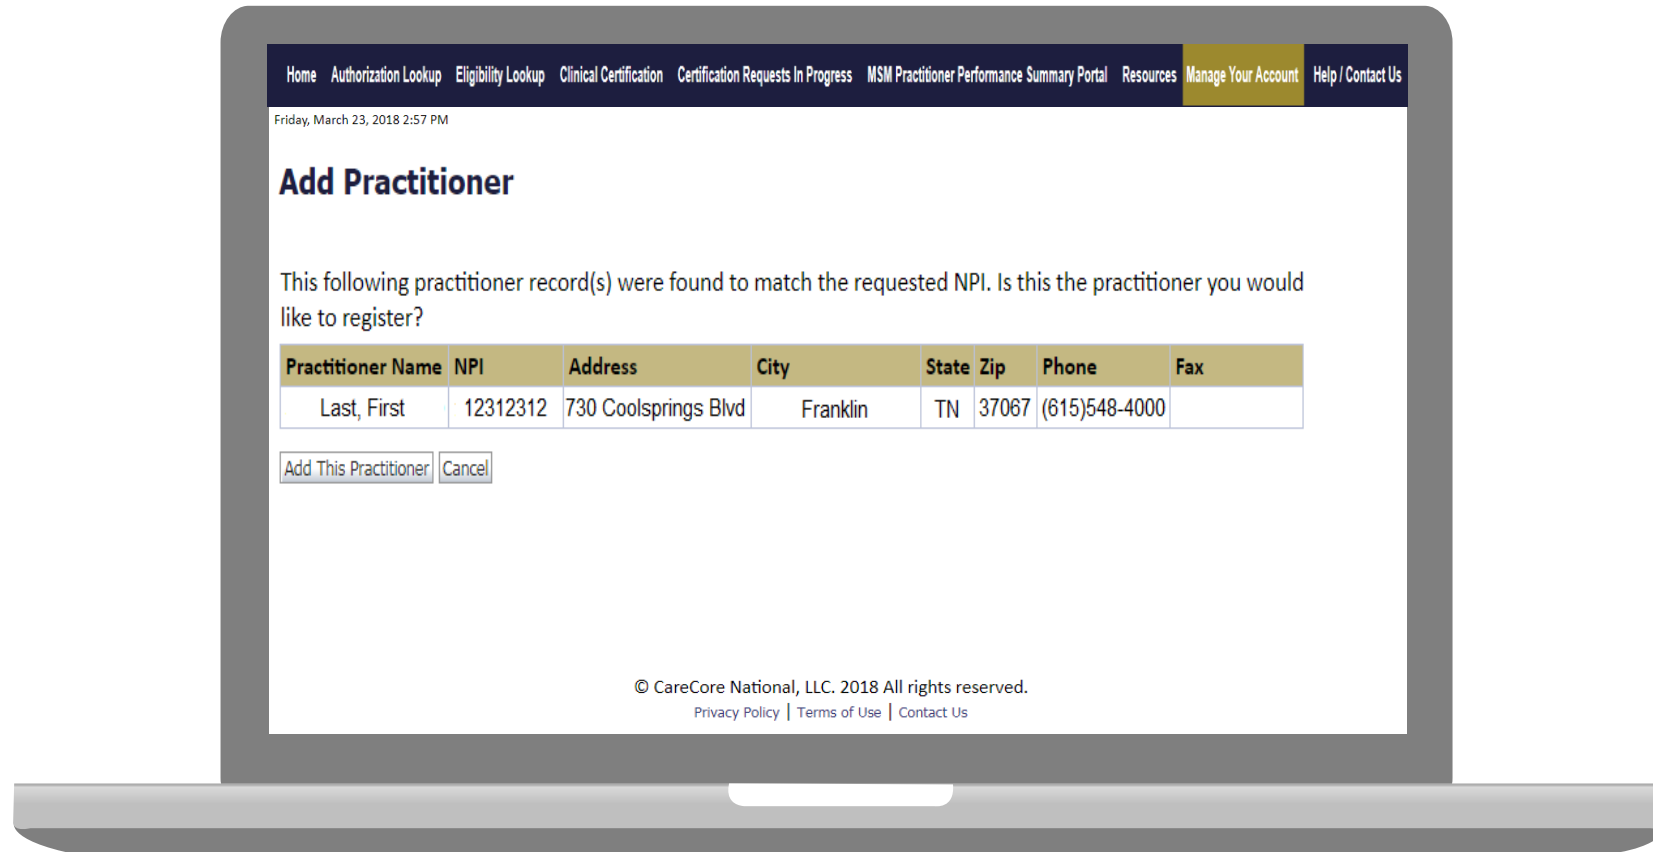 Home Authorization Lookup Eligibility Lookup Clinical Certification Certification Requests In Progress MSM Practitioner Performance Summary Portal Resources Manage Your Account Help / Contact Us
Friday, March 23, 2018 2:57 PM
Add Practitioner
This following practitioner record(s) were found to match the requested NPI. Is this the practitioner you would
like to register?
Practitioner Name NPI Address City State Zip Phone Fax
Last, First 12312312 730 Coolsprings Blvd Franklin TN 37067 (615)548-4000
Add This Practitioner Cancel
© CareCore National, LLC. 2018 All rights reserved.
Privacy Policy | Terms of Use | Contact Us